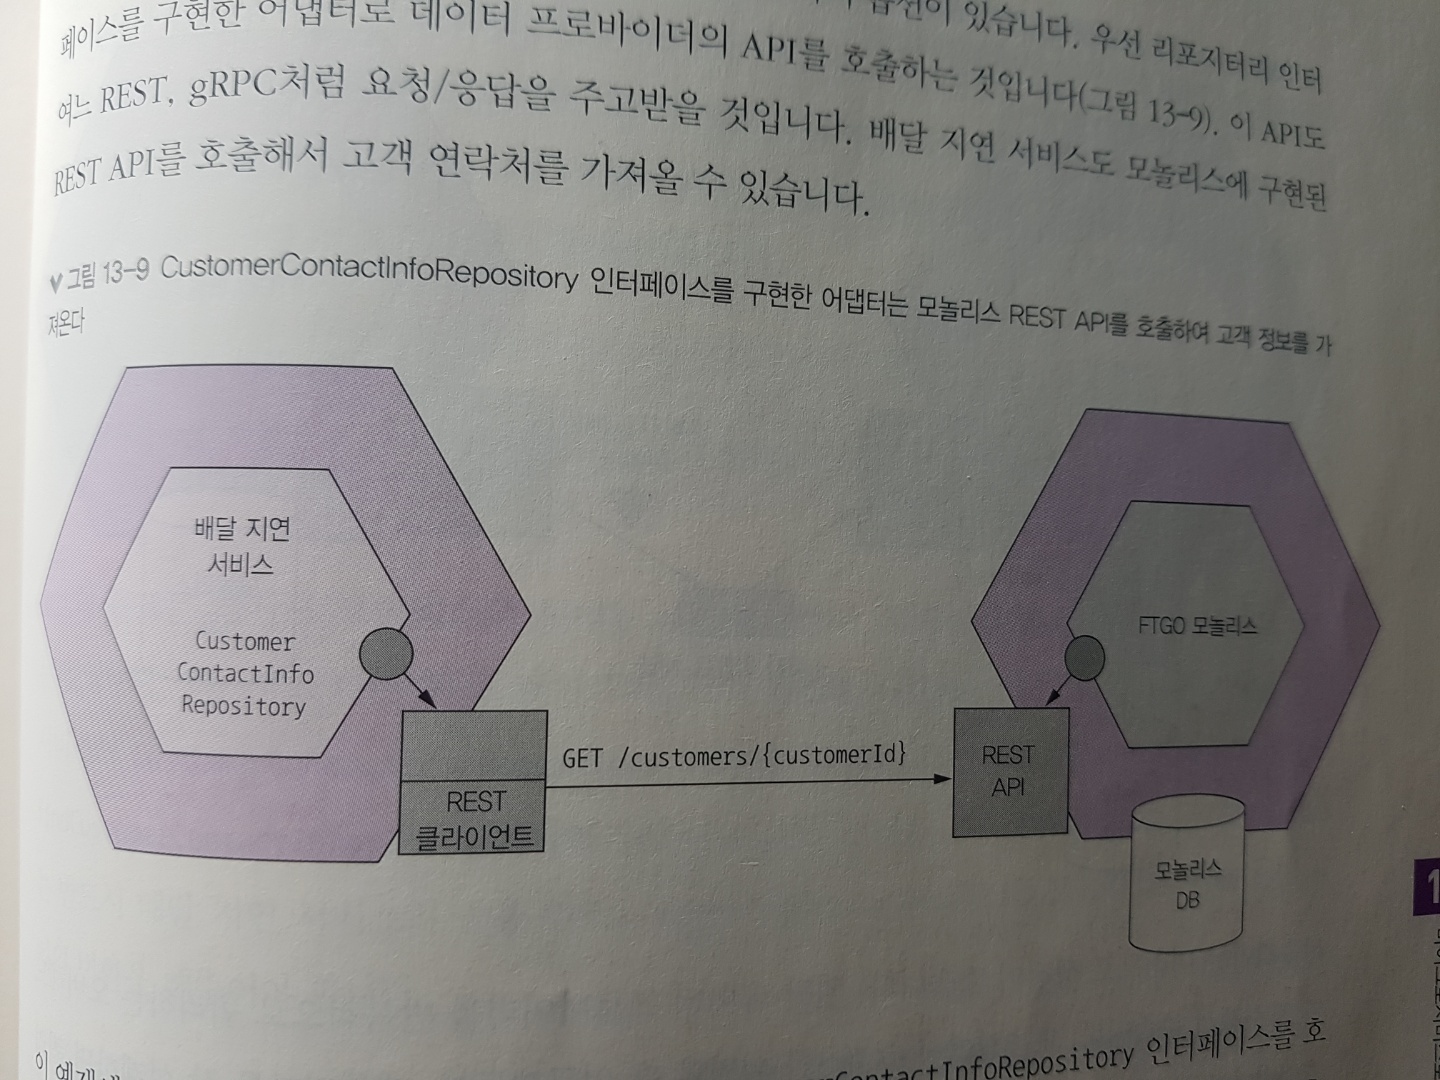 옵션이 있습니다. 우선 리포지터리 인터
페이스를 구현한 어댑터로 데이터 프로바이더의 API를 호출하는 것입니다(그림 13-9). 이 API도
여느 REST, gRPC처럼 요청/응답을 주고받을 것입니다. 배달 지연 서비스도 모놀리스에 구현된
REST API를 호출해서 고객 연락처를 가져올 수 있습니다.
▼ 그림 13-9 CustomerContactInfoRepository 인터페이스를 구현한 어댑터는 모놀리스 REST API를 호출하여 고객 정보를 가
져온다
배달 지연
서비스
Customer
ContactInfo
Repository
REST
클라이언트
GET /customers/{customerId}
REST
API
FTGO 모놀리스
모놀리스
DB
1
ContactInfoRepository 인터페이스를 호